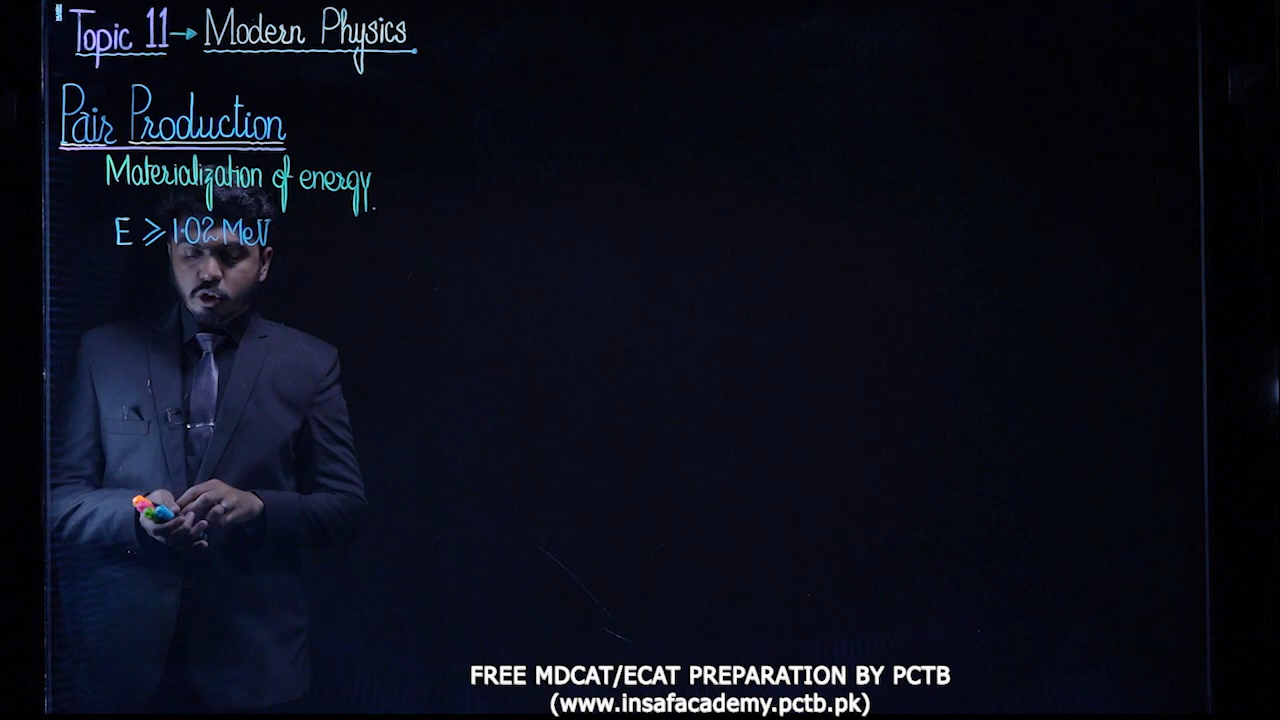 Topic 11 → Modern Physics
Pair Production
Materialization of energy.
E ⩾ 1.02 MeV
FREE MDCAT/ECAT PREPARATION BY PCTB
(www.insafacademy.pctb.pk)